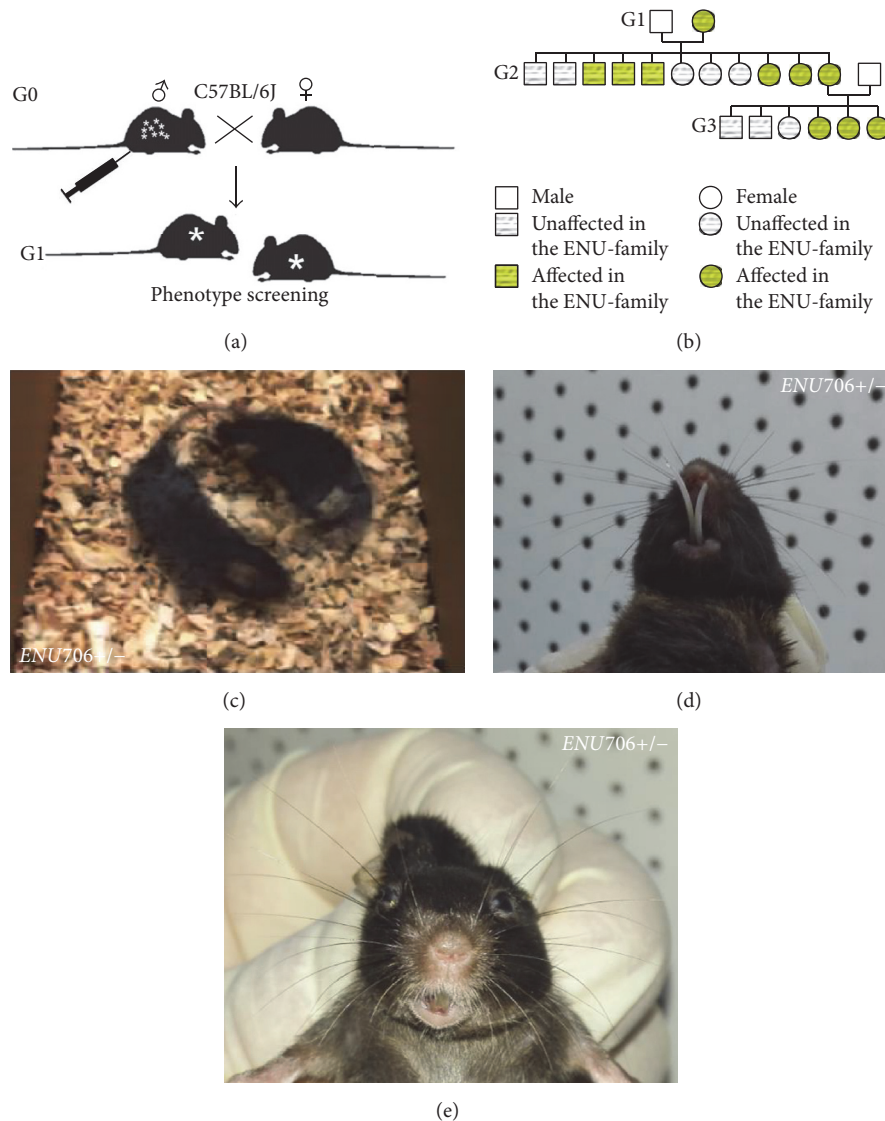 G0
♂
C57BL/6J
♀
G1
Phenotype screening
(a)
G1
G2
G3
Male
Female
Unaffected in
the ENU-family
Unaffected in
the ENU-family
Affected in
the ENU-family
Affected in
the ENU-family
(b)
ENU706+/−
(c)
ENU706+/−
(d)
ENU706+/−
(e)